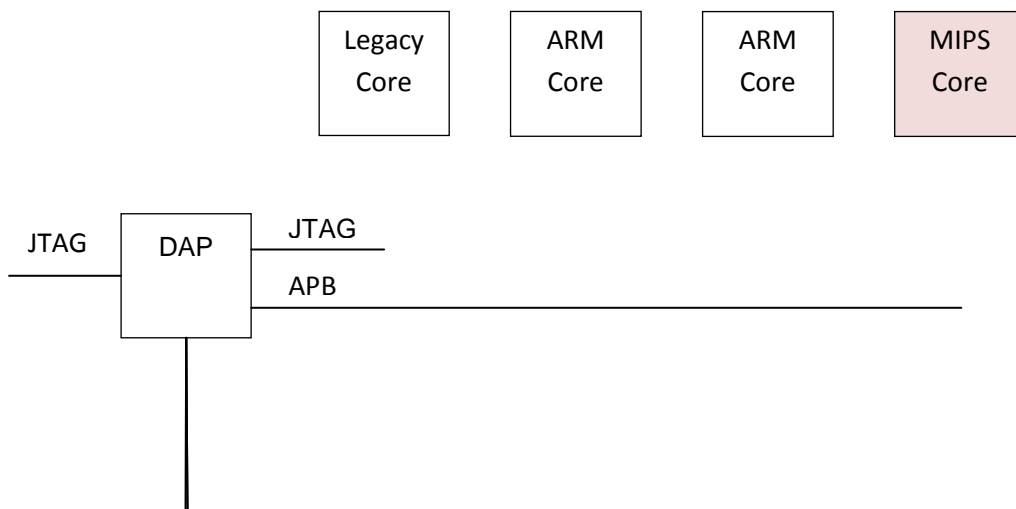 Legacy
Core
ARM
Core
ARM
Core
MIPS
Core
JTAG
DAP
JTAG
APB